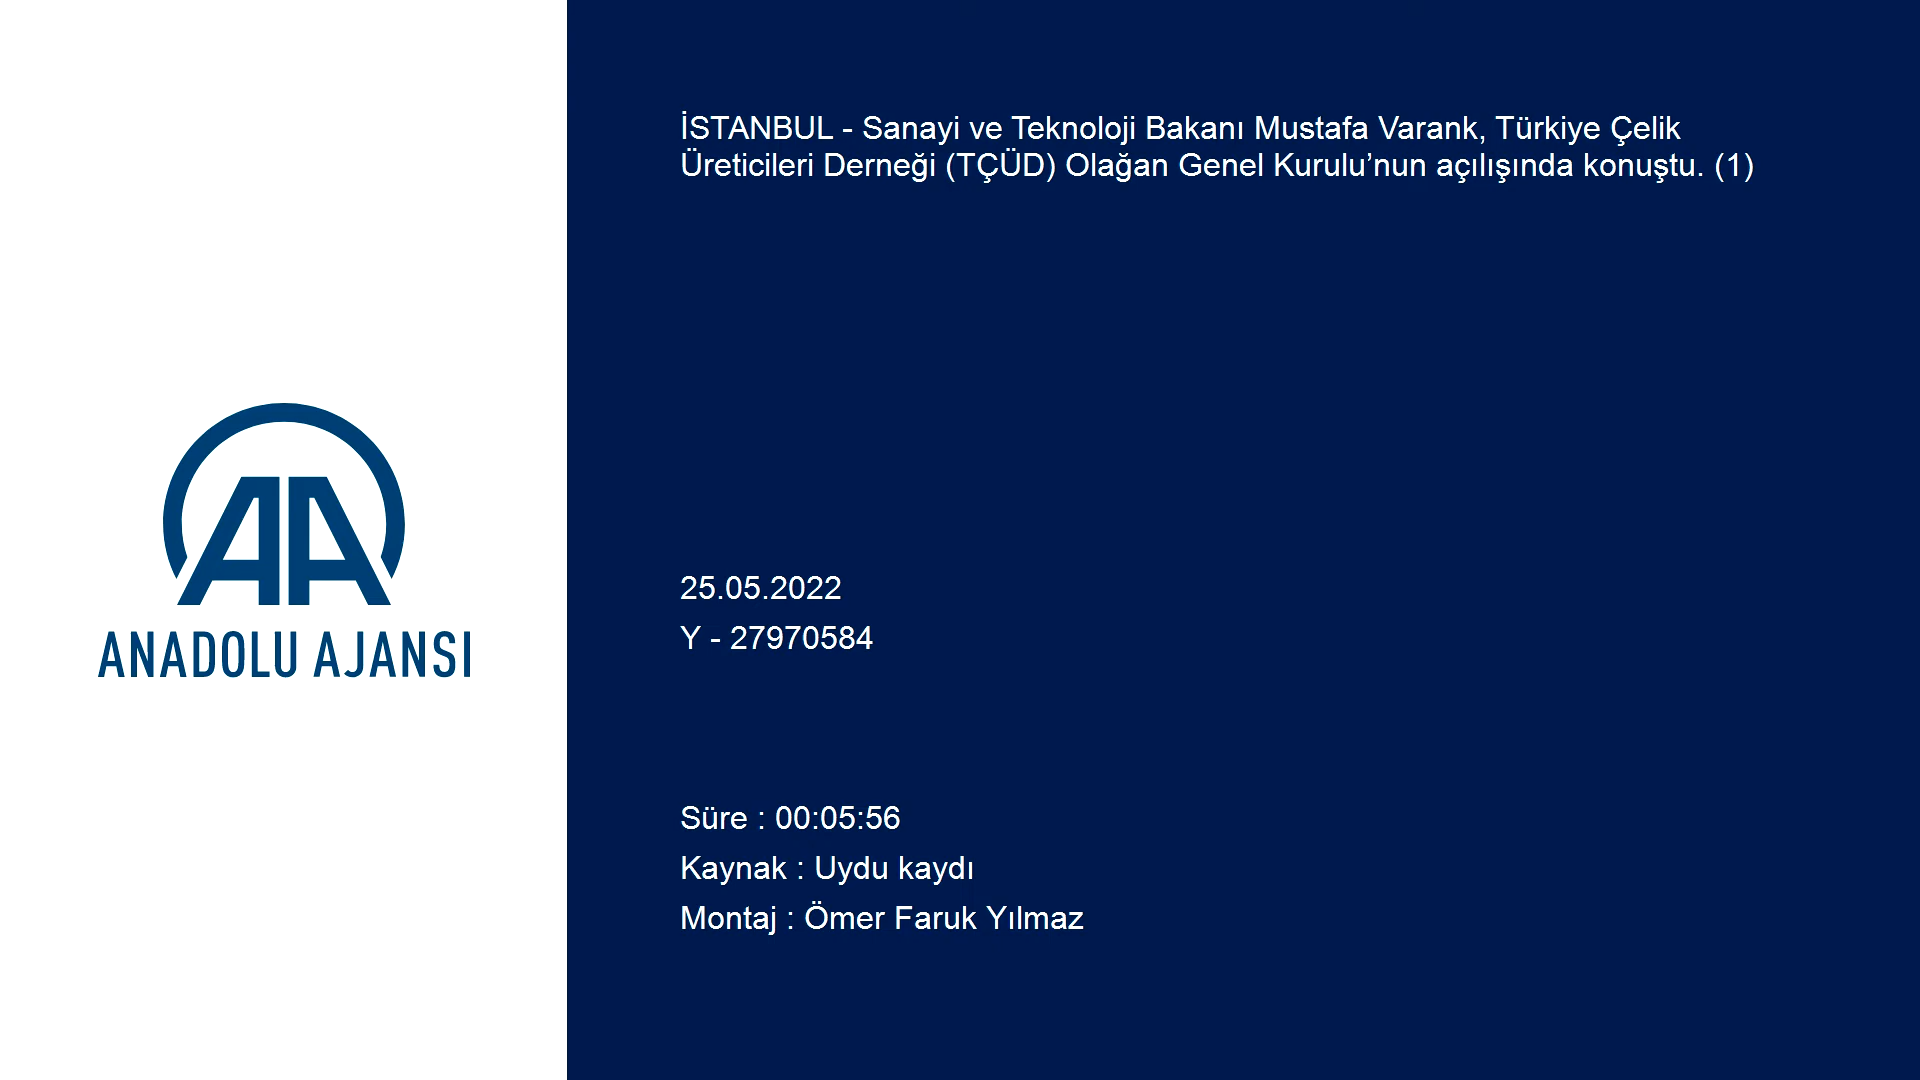 İSTANBUL - Sanayi ve Teknoloji Bakanı Mustafa Varank, Türkiye Çelik
Üreticileri Derneği (TÇÜD) Olağan Genel Kurulu’nun açılışında konuştu. (1)
25.05.2022
Y - 27970584
Süre : 00:05:56
Kaynak : Uydu kaydı
Montaj : Ömer Faruk Yılmaz
AA
ANADOLU AJANSI